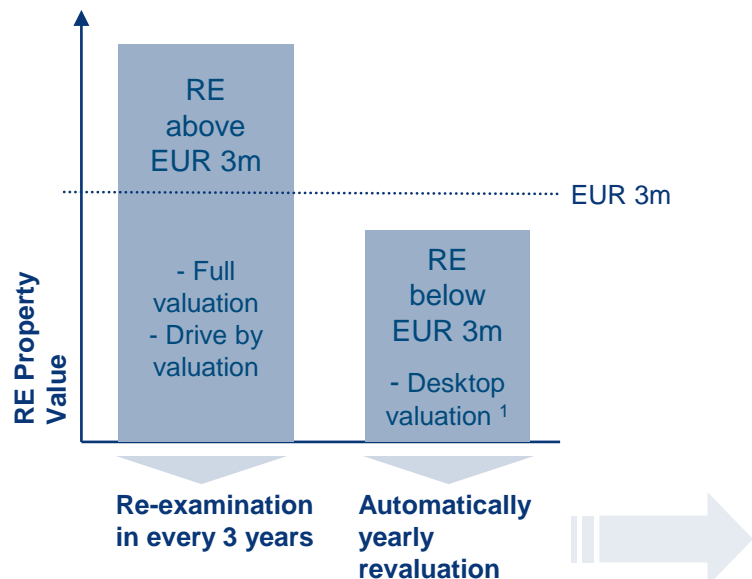 RE
above
EUR 3m
EUR 3m
- Full
valuation
- Drive by
valuation
RE
below
EUR 3m
- Desktop
valuation ¹
RE Property
Value
Re-examination
in every 3 years
Automatically
yearly
revaluation